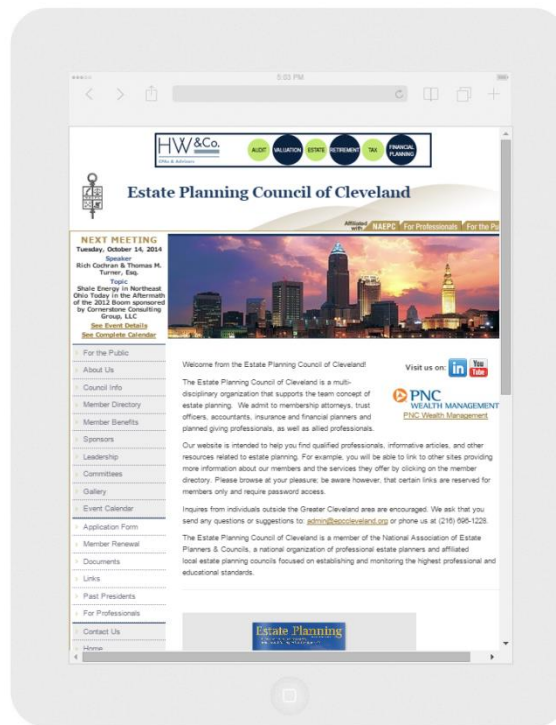 5:03 PM
HW &Co.
CPAs & Advisors
AUDIT
VALUATION
ESTATE
RETIREMENT
TAX
FINANCIAL
PLANNING
Estate Planning Council of Cleveland
Affiliated
with
NAEPC
For Professionals
For the Pu
NEXT MEETING
Tuesday, October 14, 2014
Speaker
Rich Cochran & Thomas M.
Turner, Esq.
Topic
Shale Energy in Northeast
Ohio Today in the Aftermath
of the 2012 Boom sponsored
by Cornerstone Consulting
Group, LLC
See Event Details
See Complete Calendar
For the Public
About Us
Council Info
Member Directory
Member Benefits
Sponsors
Leadership
Committees
Gallery
Event Calendar
Application Form
Member Renewal
Documents
Links
Past Presidents
For Professionals
Contact Us
Home
Welcome from the Estate Planning Council of Cleveland!
The Estate Planning Council of Cleveland is a multi-
disciplinary organization that supports the team concept of
estate planning. We admit to membership attorneys, trust
officers, accountants, insurance and financial planners and
planned giving professionals, as well as allied professionals.
Visit us on:
in
You
Tube
PNC
WEALTH MANAGEMENT
PNC Wealth Management
Our website is intended to help you find qualified professionals, informative articles, and other
resources related to estate planning. For example, you will be able to link to other sites providing
more information about our members and the services they offer by clicking on the member
directory. Please browse at your pleasure; be aware however, that certain links are reserved for
members only and require password access.
Inquires from individuals outside the Greater Cleveland area are encouraged. We ask that you
send any questions or suggestions to: admin@epccleveland.org or phone us at (216) 696-1228.
The Estate Planning Council of Cleveland is a member of the National Association of Estate
Planners & Councils, a national organization of professional estate planners and affiliated
local estate planning councils focused on establishing and monitoring the highest professional and
educational standards.
Estate Planning